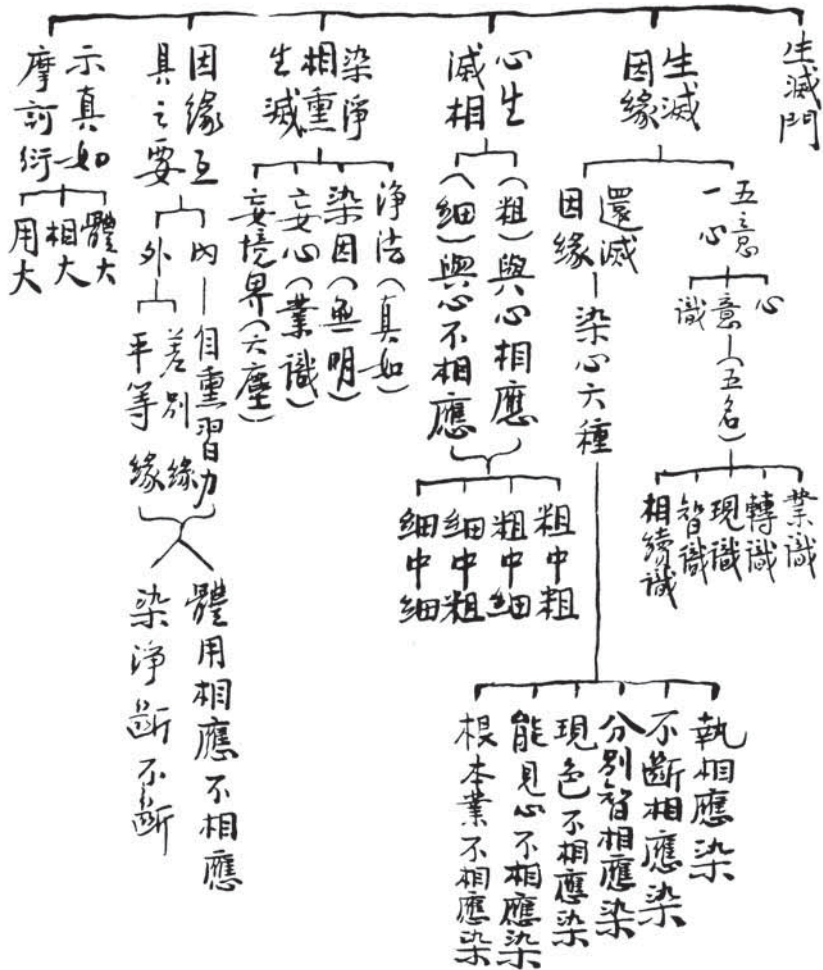 生滅門
生滅
因緣
五意
一心
心
意—(五名)
識
業識
轉識
現識
智識
相續識
還滅
因緣
染心六種
執相應染
不斷相應染
分別智相應染
現色不相應染
能見心不相應染
根本業不相應染
心生
滅相
(粗)與心相應
(細)與心不相應
粗中粗
粗中細
細中粗
細中細
染淨
相熏
生滅
淨法(真如)
染因(無明)
妄心(業識)
妄境界(六塵)
因緣互
具之要
內—自熏習力
外
差別緣
平等緣
體用相應不相應
染淨斷不斷
示真如
摩訶衍
體大
相大
用大